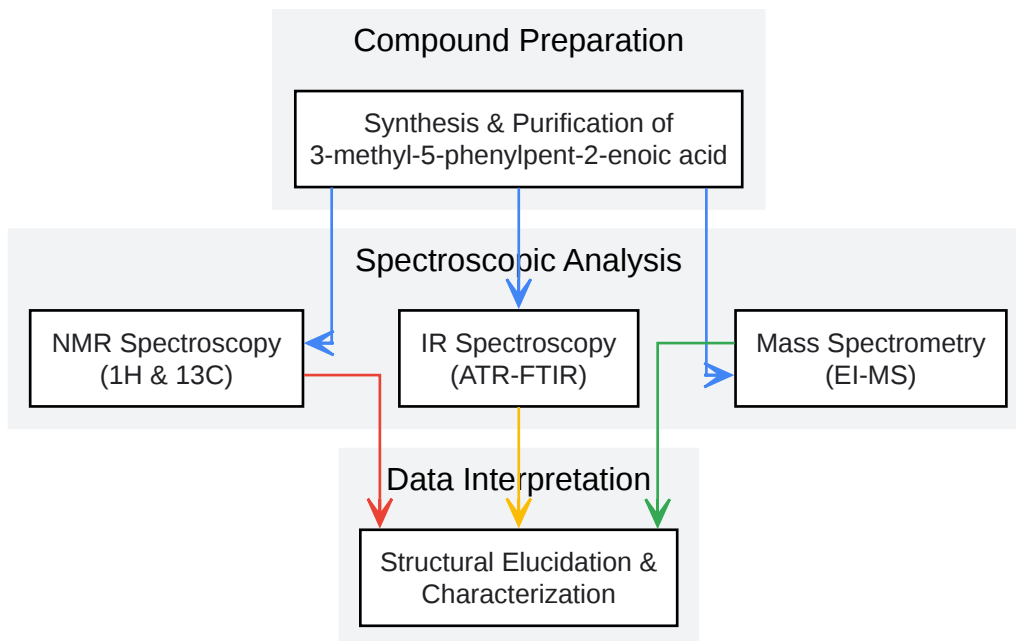 Compound Preparation
Synthesis & Purification of
3-methyl-5-phenylpent-2-enoic acid
Spectroscopic Analysis
NMR Spectroscopy
(1H & 13C)
IR Spectroscopy
(ATR-FTIR)
Mass Spectrometry
(EI-MS)
Data Interpretation
Structural Elucidation &
Characterization